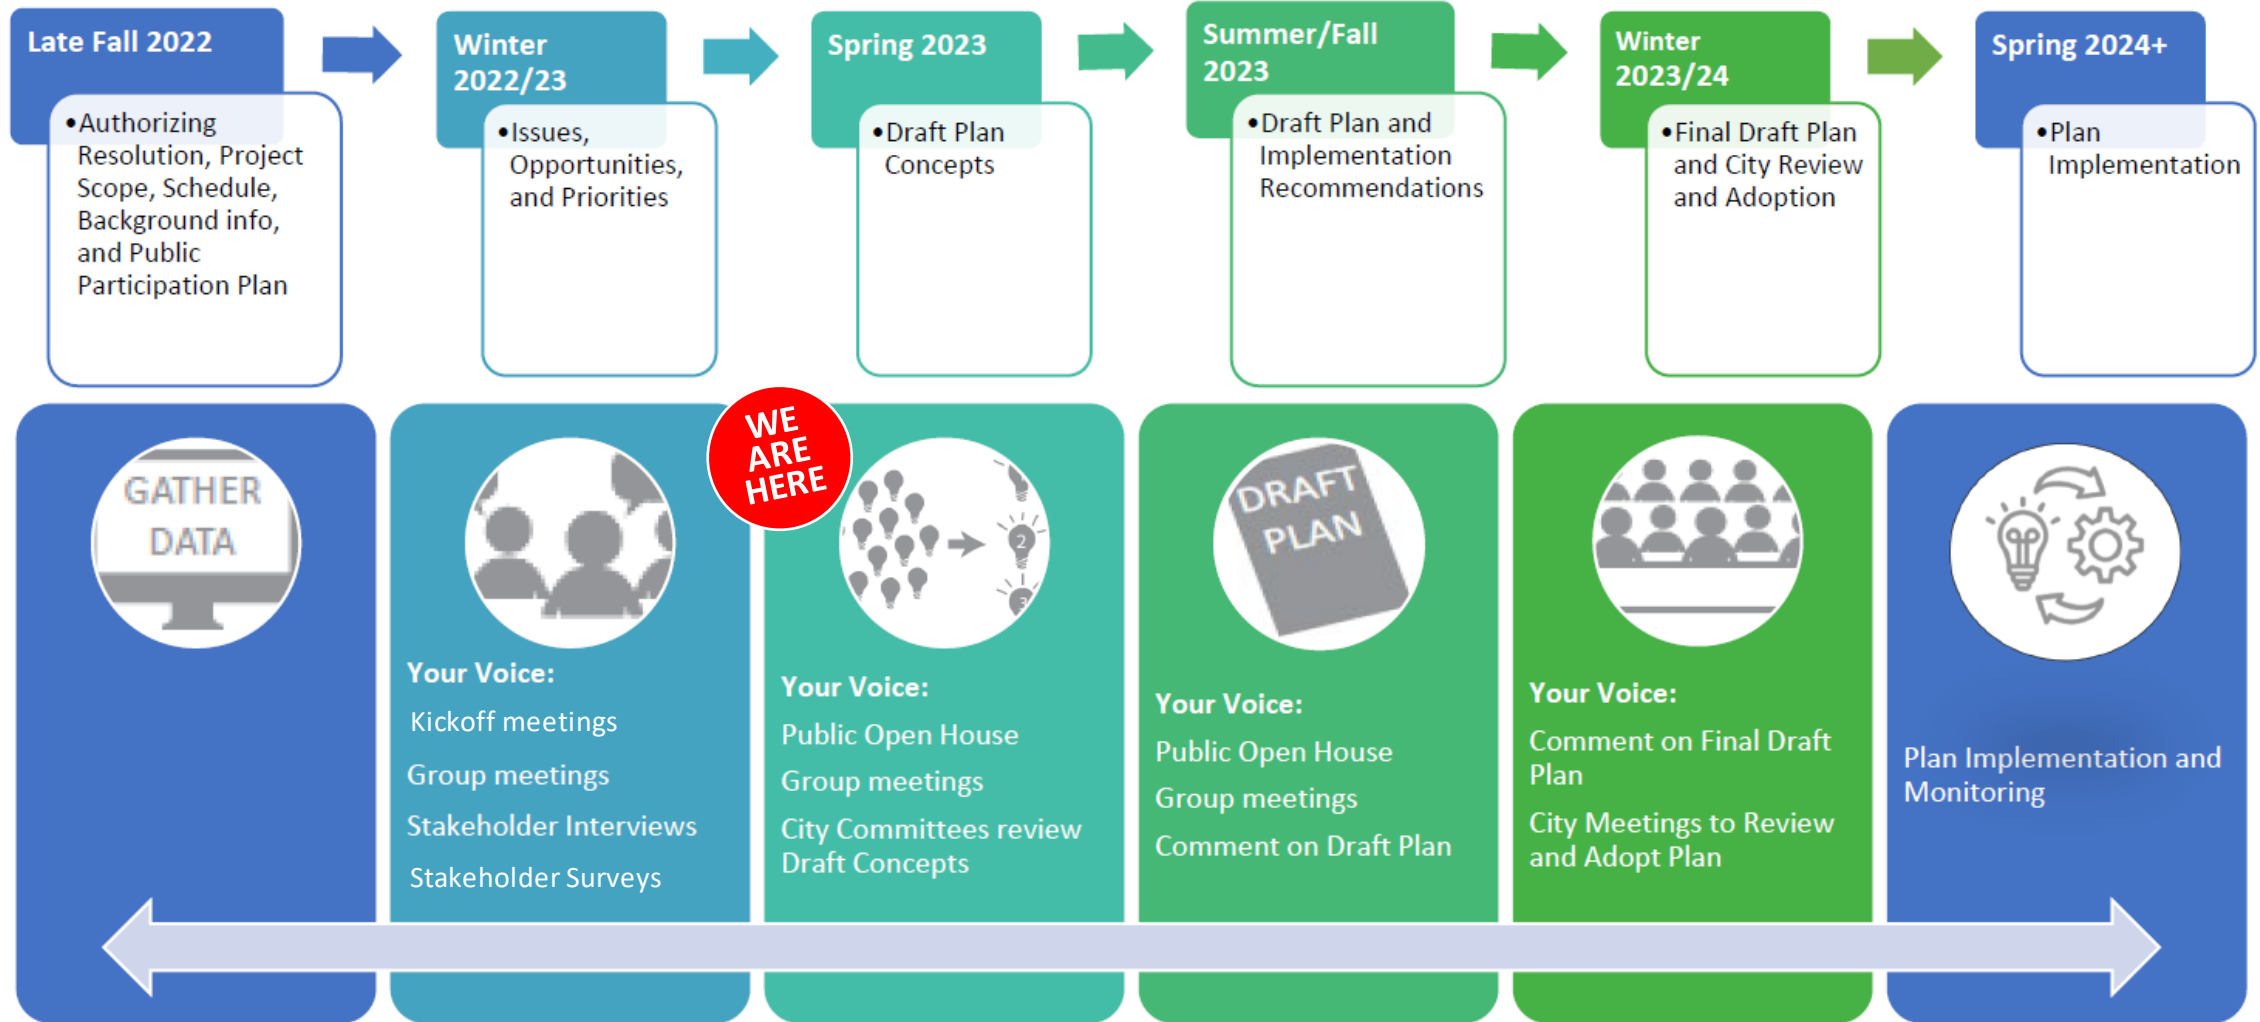 Late Fall 2022
•Authorizing
Resolution, Project
Scope, Schedule,
Background info,
and Public
Participation Plan
Winter
2022/23
•Issues,
Opportunities,
and Priorities
Spring 2023
•Draft Plan
Concepts
Summer/Fall
2023
•Draft Plan and
Implementation
Recommendations
Winter
2023/24
•Final Draft Plan
and City Review
and Adoption
Spring 2024+
•Plan
Implementation
GATHER
DATA
Your Voice:
Kickoff meetings
Group meetings
Stakeholder Interviews
Stakeholder Surveys
WE
ARE
HERE
2
3
Your Voice:
Public Open House
Group meetings
City Committees review
Draft Concepts
DRAFT
PLAN
Your Voice:
Public Open House
Group meetings
Comment on Draft Plan
Your Voice:
Comment on Final Draft
Plan
City Meetings to Review
and Adopt Plan
Plan Implementation and
Monitoring